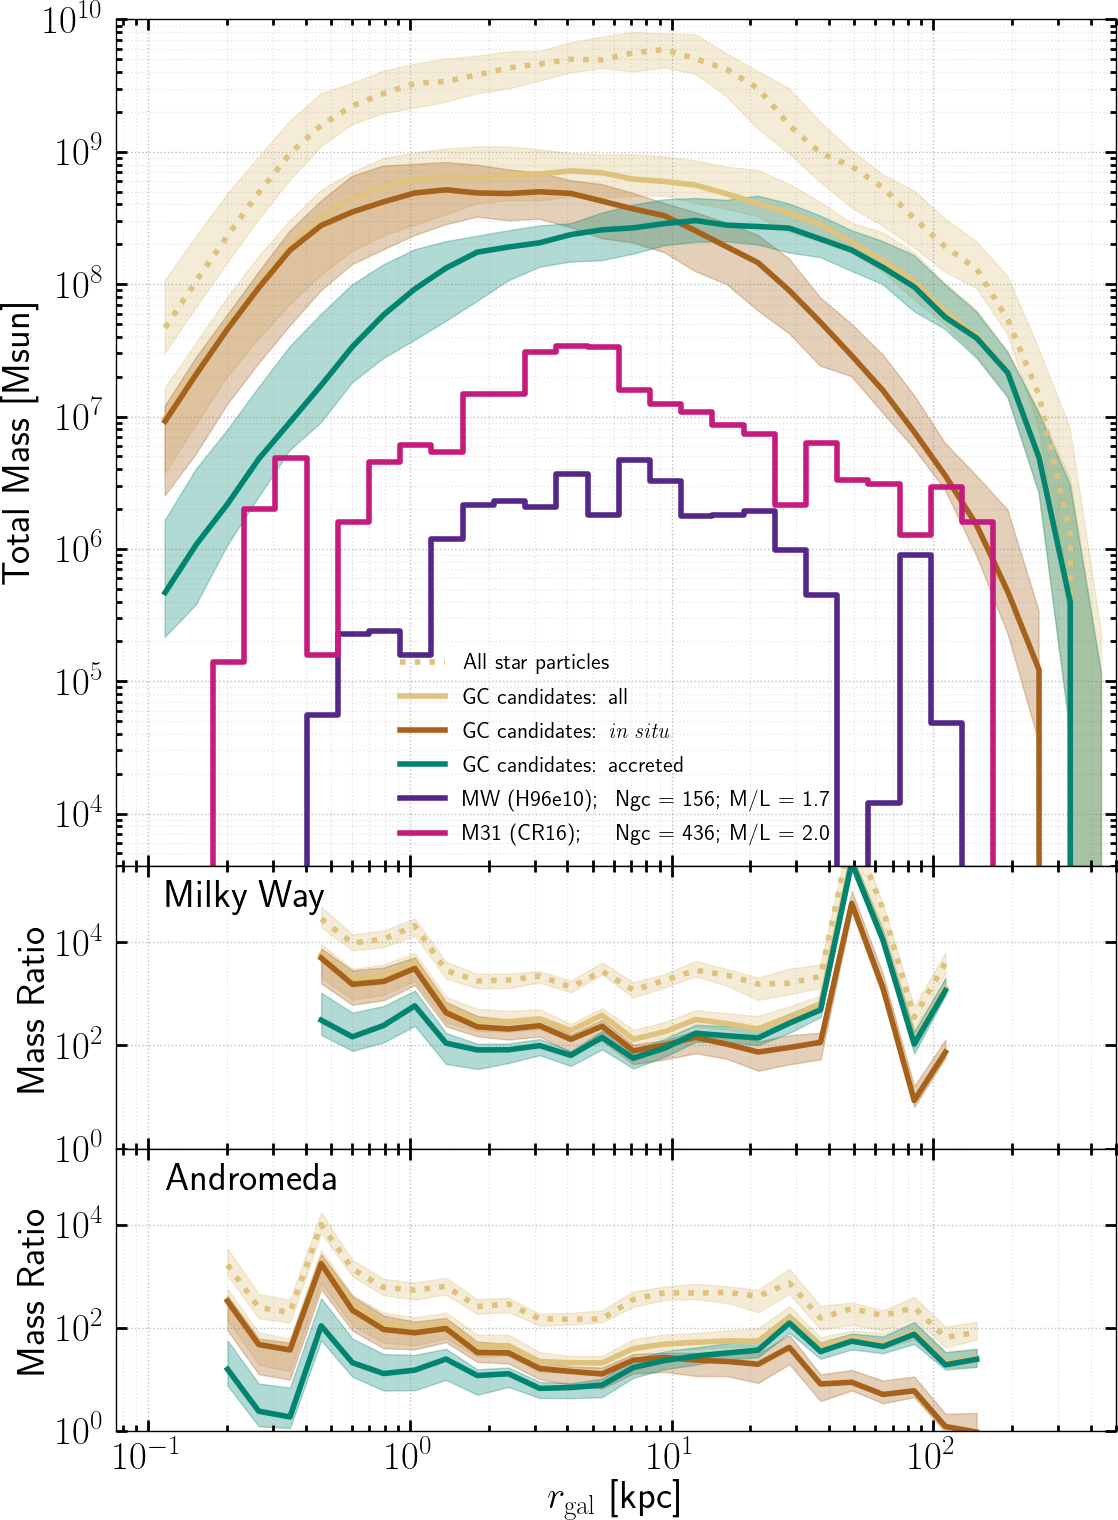 10^10
10^9
10^8
10^7
10^6
10^5
10^4
Total Mass [Msun]
All star particles
GC candidates: all
GC candidates: in situ
GC candidates: accreted
MW (H96e10); Ngc = 156; M/L = 1.7
M31 (CR16); Ngc = 436; M/L = 2.0
Milky Way
10^4
10^2
10^0
Mass Ratio
Andromeda
10^4
10^2
10^0
Mass Ratio
10^−1 10^0 10^1 10^2
r_gal [kpc]